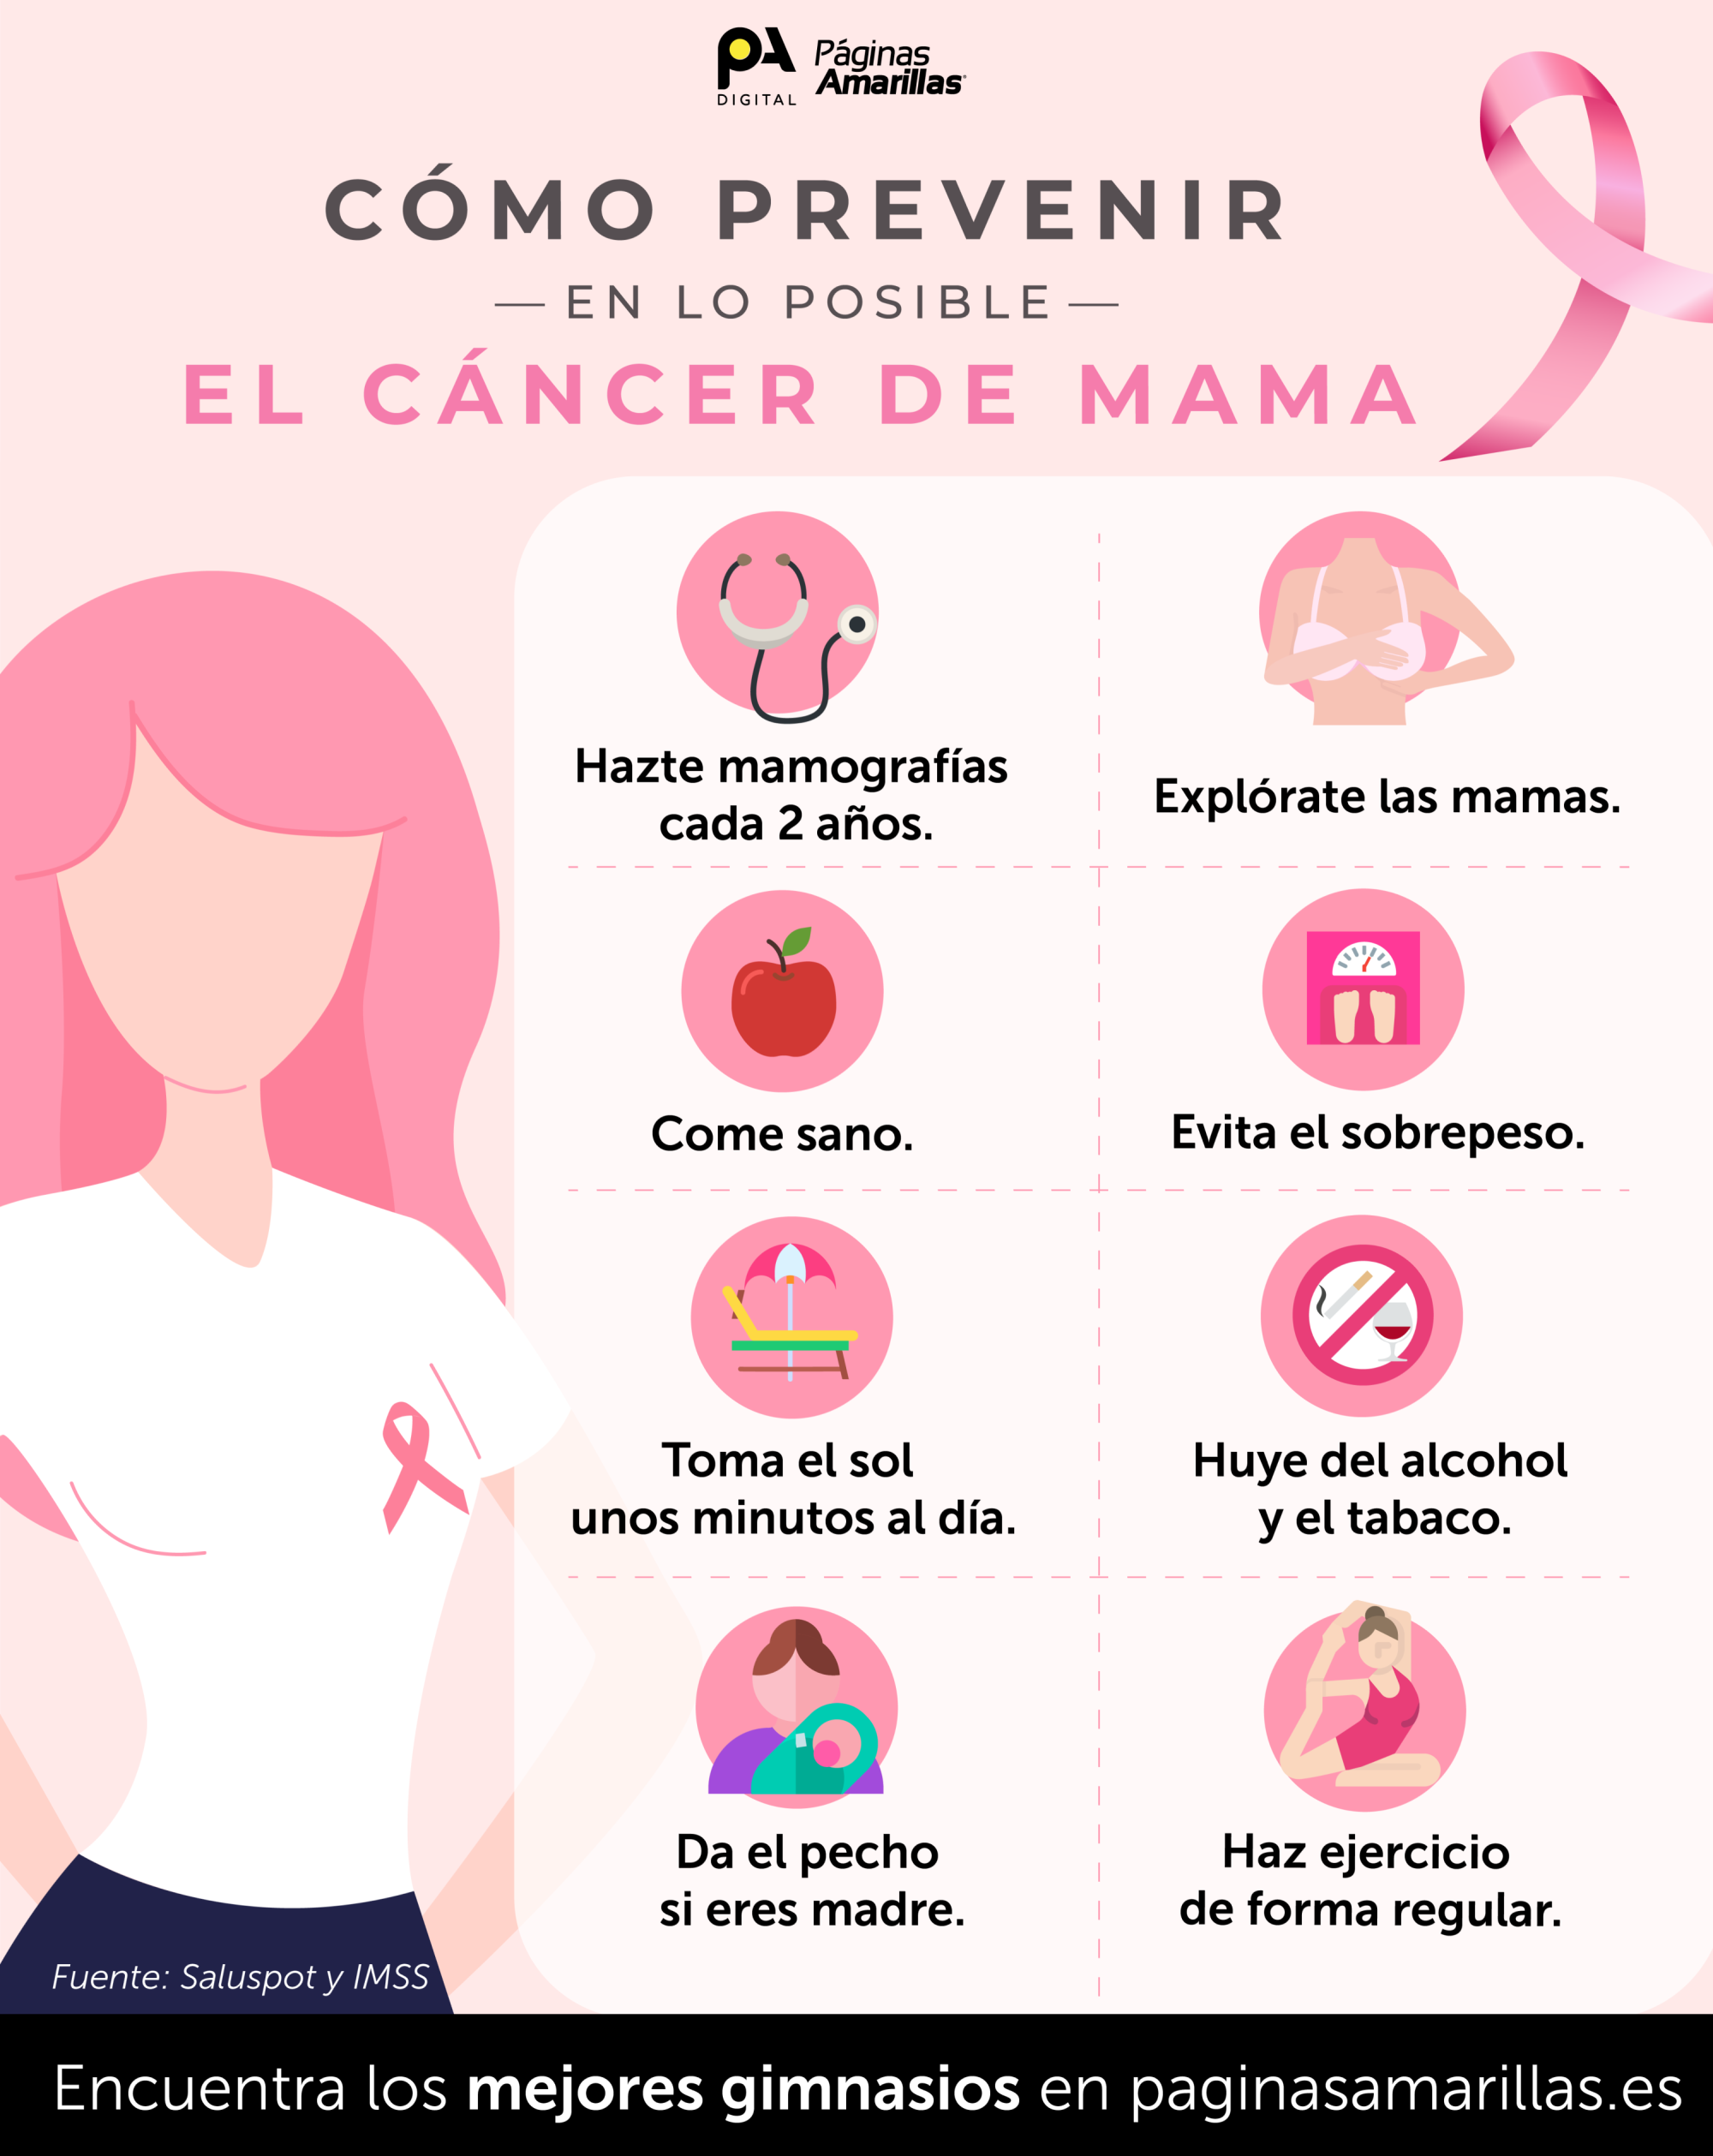 PA
DIGITAL
Páginas
Amarillas
CÓMO PREVENIR
EN LO POSIBLE
EL CÁNCER DE MAMA
Hazte mamografías
cada 2 años.
Explórate las mamas.
Come sano.
Evita el sobrepeso.
Toma el sol
unos minutos al día.
Huye del alcohol
y el tabaco.
Da el pecho
si eres madre.
Haz ejercicio
de forma regular.
Fuente: Saluspot y IMSS
Encuentra los mejores gimnasios en paginasamarillas.es